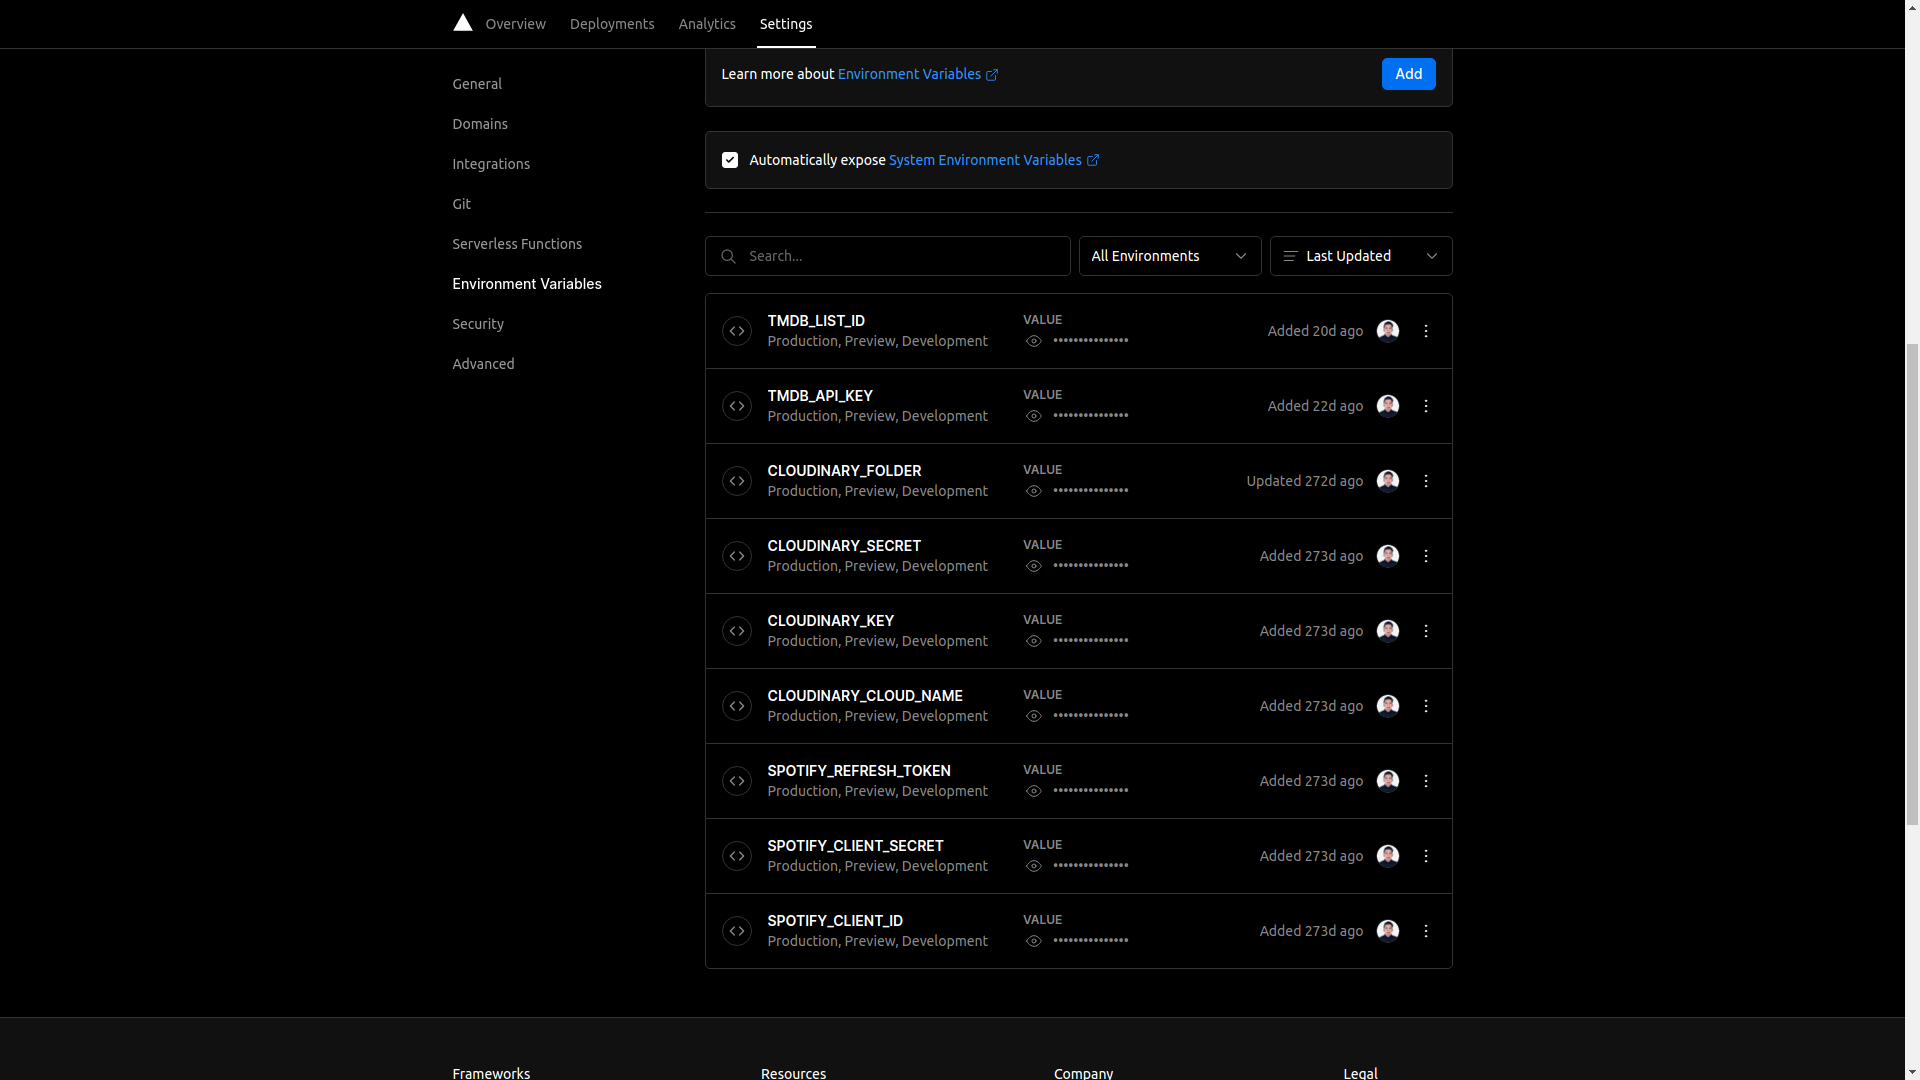 Overview Deployments Analytics Settings
General
Domains
Integrations
Git
Serverless Functions
Environment Variables
Security
Advanced
Learn more about Environment Variables
Add
Automatically expose System Environment Variables
Search...
All Environments
Last Updated
TMDB_LIST_ID
Production, Preview, Development
VALUE
•••••••••••••••
Added 20d ago
TMDB_API_KEY
Production, Preview, Development
VALUE
•••••••••••••••
Added 22d ago
CLOUDINARY_FOLDER
Production, Preview, Development
VALUE
•••••••••••••••
Updated 272d ago
CLOUDINARY_SECRET
Production, Preview, Development
VALUE
•••••••••••••••
Added 273d ago
CLOUDINARY_KEY
Production, Preview, Development
VALUE
•••••••••••••••
Added 273d ago
CLOUDINARY_CLOUD_NAME
Production, Preview, Development
VALUE
•••••••••••••••
Added 273d ago
SPOTIFY_REFRESH_TOKEN
Production, Preview, Development
VALUE
•••••••••••••••
Added 273d ago
SPOTIFY_CLIENT_SECRET
Production, Preview, Development
VALUE
•••••••••••••••
Added 273d ago
SPOTIFY_CLIENT_ID
Production, Preview, Development
VALUE
•••••••••••••••
Added 273d ago
Frameworks Resources Company Legal